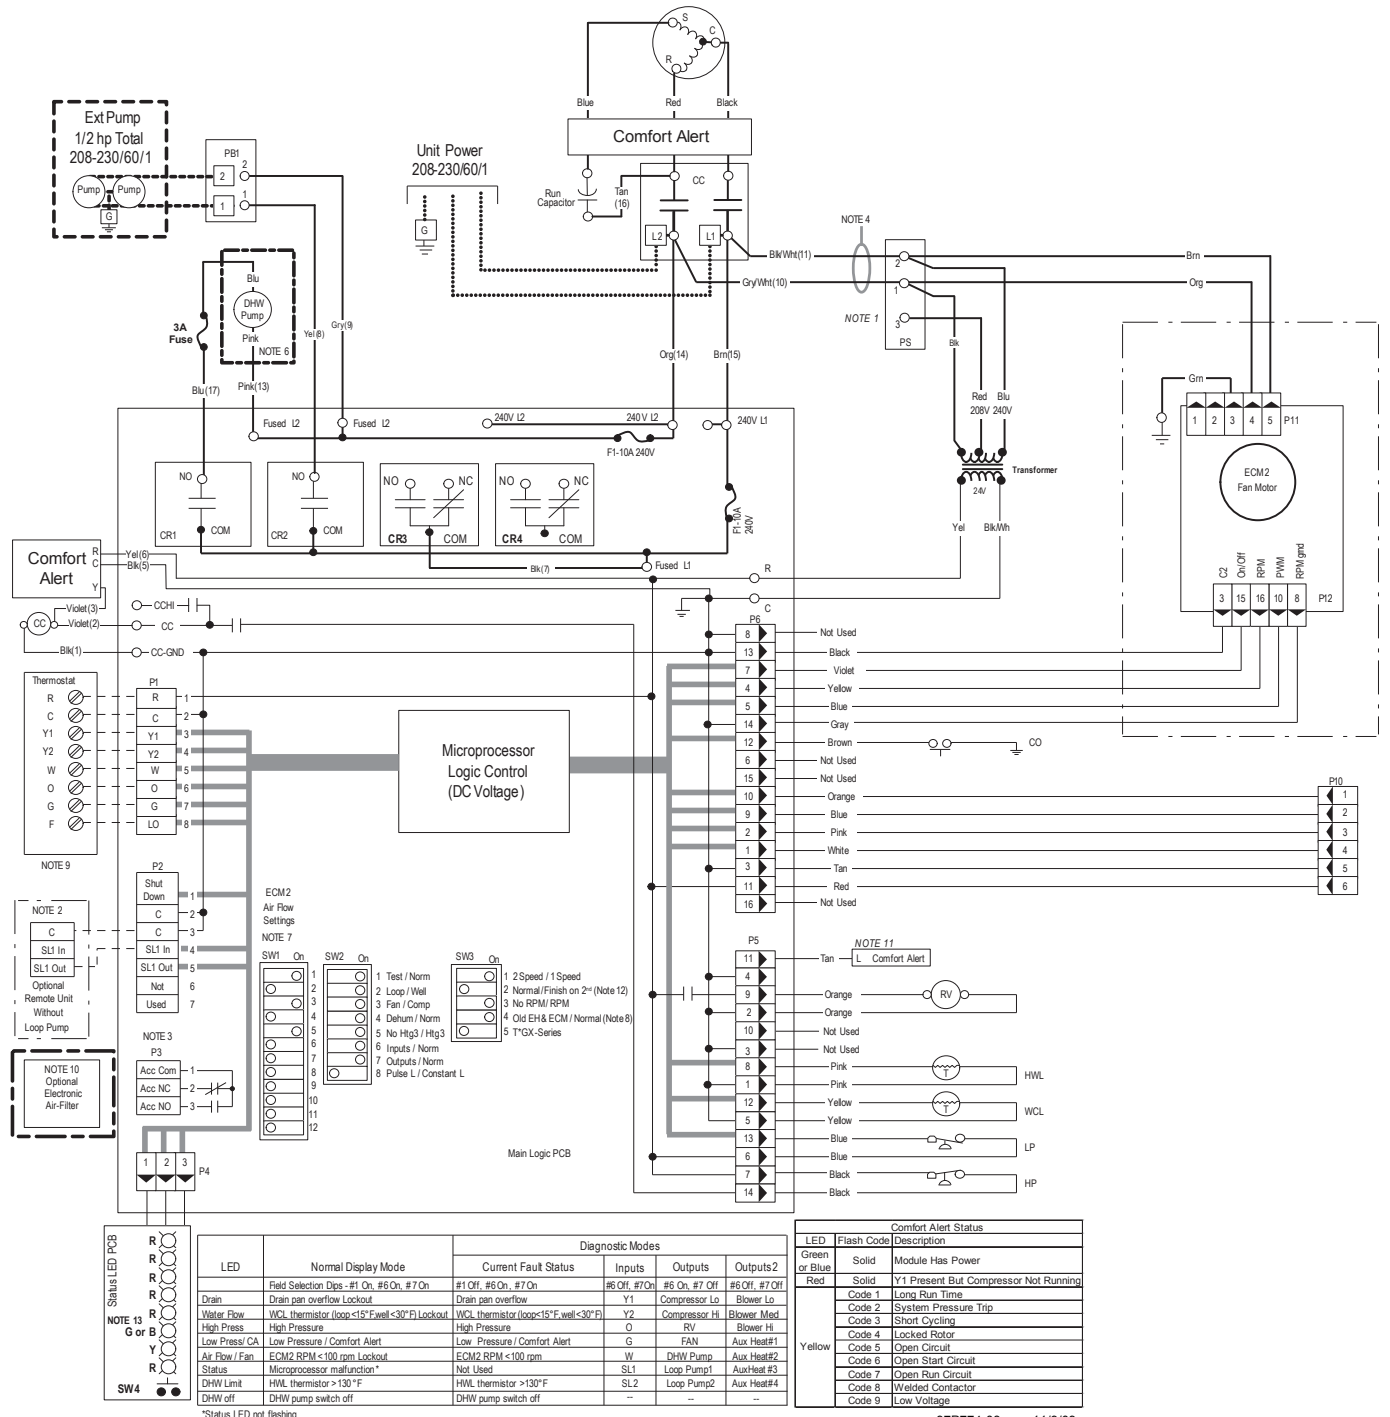 S
C
R
Blue
Red
Black
Comfort Alert
Ext Pump
1/2 hp Total
208-230/60/1
Pump
Pump
G
PB1
2
2
1
1
Unit Power
208-230/60/1
G
Run
Capacitor
Tan
(16)
CC
L2
L1
NOTE 4
Blk/Wht(11)
Gry/Wht(10)
2
1
NOTE 1
3
PS
Brn
Org
Blk
Red
208V
Blu
240V
Blu
DHW
Pump
Pink
NOTE 6
3A
Fuse
Yel(8)
Gry(9)
Blu(17)
Pink(13)
Org(14)
Brn(15)
Grn
1 2 3 4 5 P11
ECM2
Fan Motor
Transformer
24V
Yel
Blk/Wh
Fused L2
Fused L2
240V L2
240V L2
240V L1
F1-10A 240V
F1-10A
240V
NO
CR1
COM
NO
CR2
COM
NO
NC
CR3
COM
NO
NC
CR4
COM
Blk(7)
Fused L1
R
C
C2
On/Off
RPM
PWM
RPM gnd
3 15 16 10 8 P12
Comfort
Alert
R
C
Y
Yel(6)
Blk(5)
Violet(3)
CC
Violet(2)
Blk(1)
CCHI
CC
CC-GND
Thermostat
R
C
Y1
Y2
W
O
G
F
NOTE 9
P1
R 1
C 2
Y1 3
Y2 4
W 5
O 6
G 7
LO 8
Microprocessor
Logic Control
(DC Voltage)
P6
8 Not Used
13 Black
7 Violet
4 Yellow
5 Blue
14 Gray
12 Brown CO
6 Not Used
15 Not Used
10 Orange
9 Blue
2 Pink
1 White
3 Tan
11 Red
16 Not Used
P10
1
2
3
4
5
6
P2
Shut
Down 1
C 2
C 3
SL1 In 4
SL1 Out 5
Not 6
Used 7
NOTE 2
C
SL1 In
SL1 Out
Optional
Remote Unit
Without
Loop Pump
NOTE 3
P3
Acc Com 1
Acc NC 2
Acc NO 3
NOTE 10
Optional
Electronic
Air-Filter
1 2 3 P4
ECM2
Air Flow
Settings
NOTE 7
SW1 On
1
2
3
4
5
6
7
8
9
10
11
12
SW2 On
1 Test / Norm
2 Loop / Well
3 Fan / Comp
4 Dehum / Norm
5 No Htg3 / Htg3
6 Inputs / Norm
7 Outputs / Norm
8 Pulse L / Constant L
SW3 On
1 2 Speed / 1 Speed
2 Normal/Finish on 2nd (Note 12)
3 No RPM/ RPM
4 Old EH& ECM / Normal (Note 8)
5 T*GX-Series
Main Logic PCB
P5
11 Tan L Comfort Alert
NOTE 11
4
9 Orange RV
2 Orange
10 Not Used
3 Not Used
8 Pink
1 Pink
T
HWL
12 Yellow
5 Yellow
T
WCL
13 Blue
6 Blue
LP
7 Black
14 Black
HP
Status LED PCB
R
R
R
R
R
NOTE 13
G or B
Y
R
SW4
Diagnostic Modes
LED Normal Display Mode Current Fault Status Inputs Outputs Outputs2
Field Selection Dips - #1 On, #6 On, #7 On #1 Off, #6 On, #7 On #6 Off, #7 On #6 On, #7 Off #6 Off, #7 Off
Drain Drain pan overflow Lockout Drain pan overflow Y1 Compressor Lo Blower Lo
Water Flow WCL thermistor (loop<15°F,well<30°F) Lockout WCL thermistor (loop<15°F,well<30°F) Y2 Compressor Hi Blower Med
High Press High Pressure High Pressure O RV Blower Hi
Low Press/ CA Low Pressure / Comfort Alert Low Pressure / Comfort Alert G FAN Aux Heat#1
Air Flow / Fan ECM2 RPM <100 rpm Lockout ECM2 RPM <100 rpm W DHW Pump Aux Heat#2
Status Microprocessor malfunction* Not Used SL1 Loop Pump1 AuxHeat #3
DHW Limit HWL thermistor >130°F HWL thermistor >130°F SL2 Loop Pump2 Aux Heat#4
DHW off DHW pump switch off DHW pump switch off -- -- --
*Status LED not flashing
Comfort Alert Status
LED Flash Code Description
Green
or Blue Solid Module Has Power
Red Solid Y1 Present But Compressor Not Running
Yellow
Code 1 Long Run Time
Code 2 System Pressure Trip
Code 3 Short Cycling
Code 4 Locked Rotor
Code 5 Open Circuit
Code 6 Open Start Circuit
Code 7 Open Run Circuit
Code 8 Welded Contactor
Code 9 Low Voltage